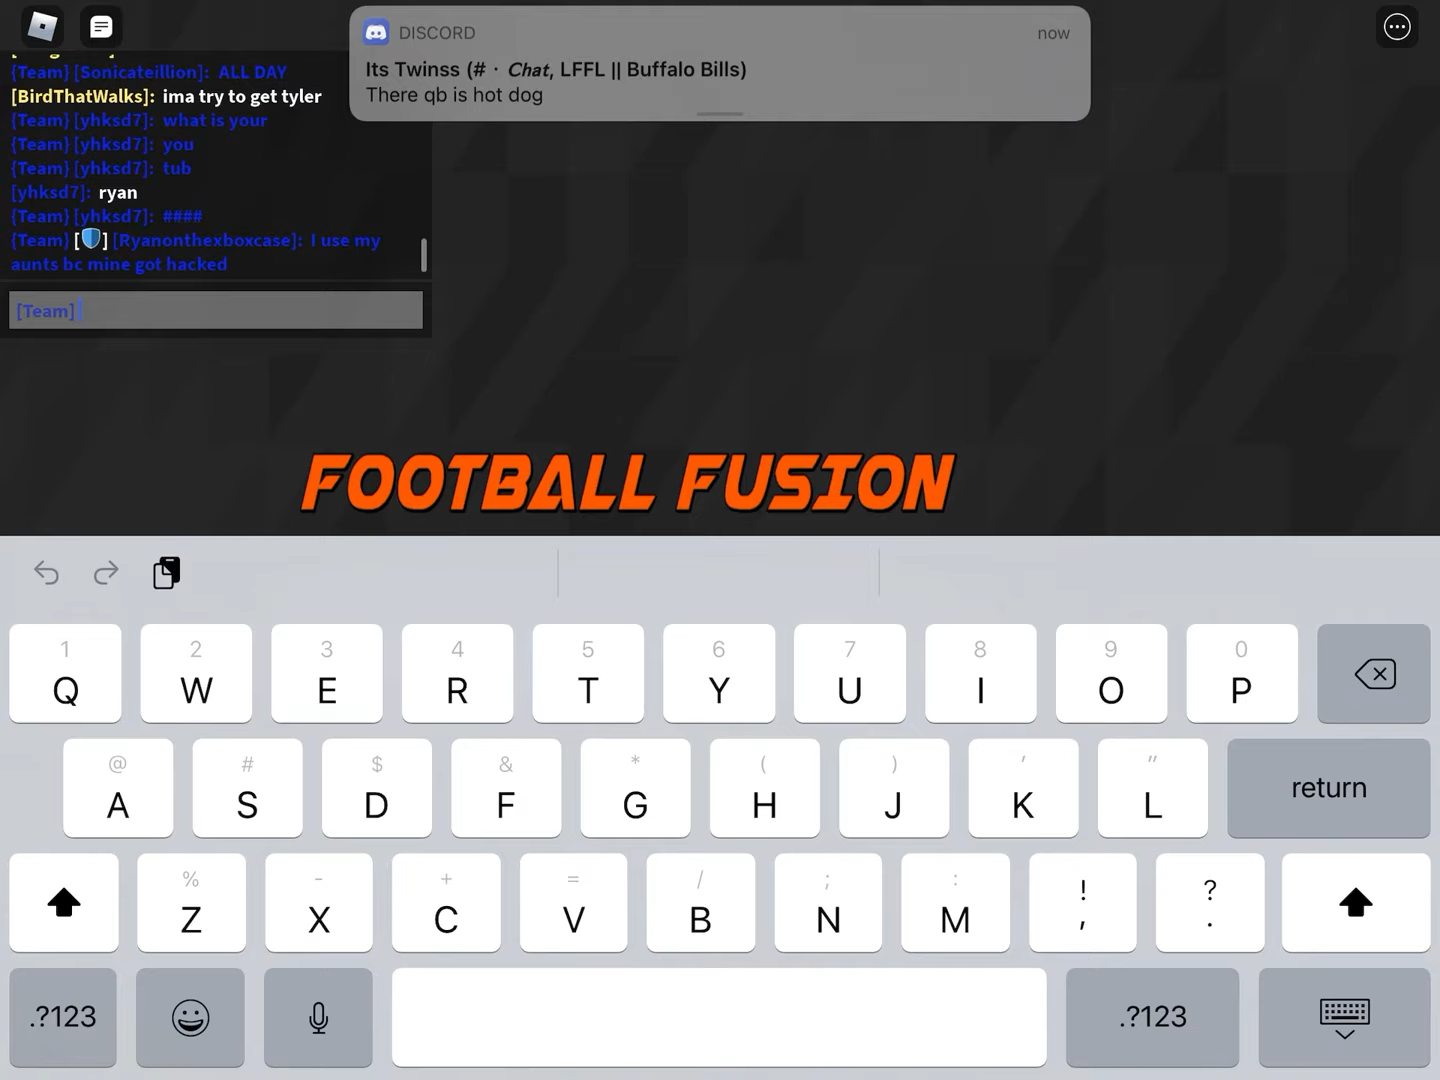 DISCORD
now
Its Twinss (# · Chat, LFFL || Buffalo Bills)
There qb is hot dog
{Team} [Sonicateillion]: ALL DAY
[BirdThatWalks]: ima try to get tyler
{Team} [yhksd7]: what is your
{Team} [yhksd7]: you
{Team} [yhksd7]: tub
[yhksd7]: ryan
{Team} [yhksd7]: ####
{Team} [🛡️] [Ryanonthexboxcase]: I use my
aunts bc mine got hacked
[Team]
FOOTBALL FUSION
1 2 3 4 5 6 7 8 9 0
Q W E R T Y U I O P
@ # $ & * ( ) ' "
A S D F G H J K L return
% - + = / ; : ! ?
Z X C V B N M , .
.?123 .?123